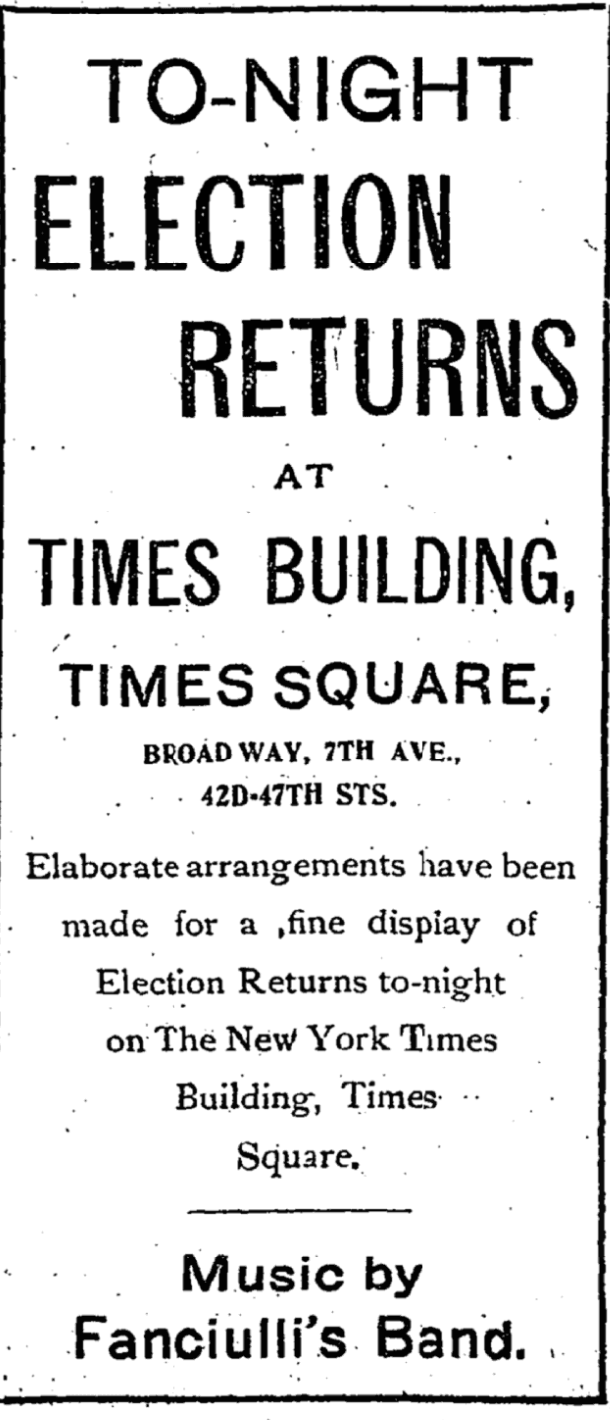 TO-NIGHT
ELECTION
RETURNS
AT
TIMES BUILDING,
TIMES SQUARE,
BROADWAY, 7TH AVE.,
42D-47TH STS.
Elaborate arrangements have been
made for a fine display of
Election Returns to-night
on The New York Times
Building, Times
Square.
Music by
Fanciulli's Band.